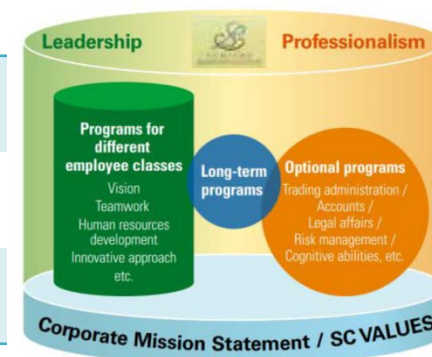 Leadership
Professionalism
Programs for
different
employee classes
Vision
Teamwork
Human resources
development
Innovative approach
etc.
Long-term
programs
Optional programs
Trading administration /
Accounts /
Legal affairs /
Risk management /
Cognitive abilities, etc.
Corporate Mission Statement / SC VALUES